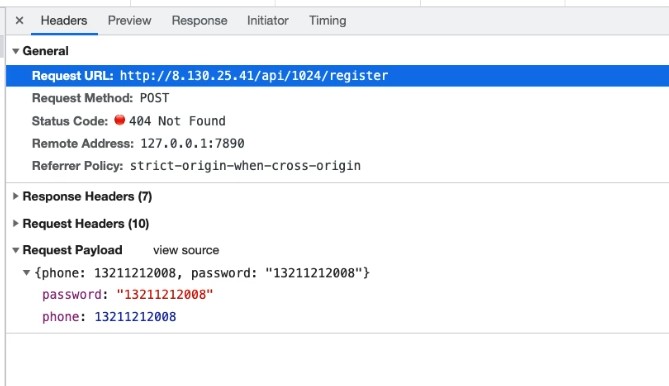 × Headers Preview Response Initiator Timing
▼ General
Request URL: http://8.130.25.41/api/1024/register
Request Method: POST
Status Code: 404 Not Found
Remote Address: 127.0.0.1:7890
Referrer Policy: strict-origin-when-cross-origin
▶ Response Headers (7)
▶ Request Headers (10)
▼ Request Payload view source
▼ {phone: 13211212008, password: "13211212008"}
password: "13211212008"
phone: 13211212008